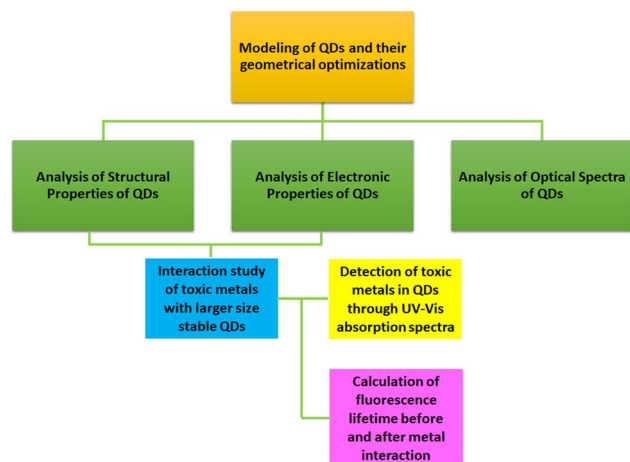 Modeling of QDs and their
geometrical optimizations
Analysis of Structural
Properties of QDs
Analysis of Electronic
Properties of QDs
Analysis of Optical Spectra
of QDs
Interaction study
of toxic metals
with larger size
stable QDs
Detection of toxic
metals in QDs
through UV-Vis
absorption spectra
Calculation of
fluorescence
lifetime before
and after metal
interaction